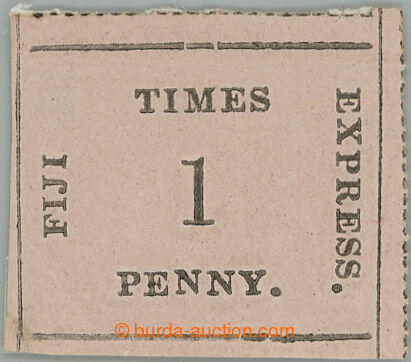 FIJI
TIMES
EXPRESS.
1
PENNY.
© burda-auction.com